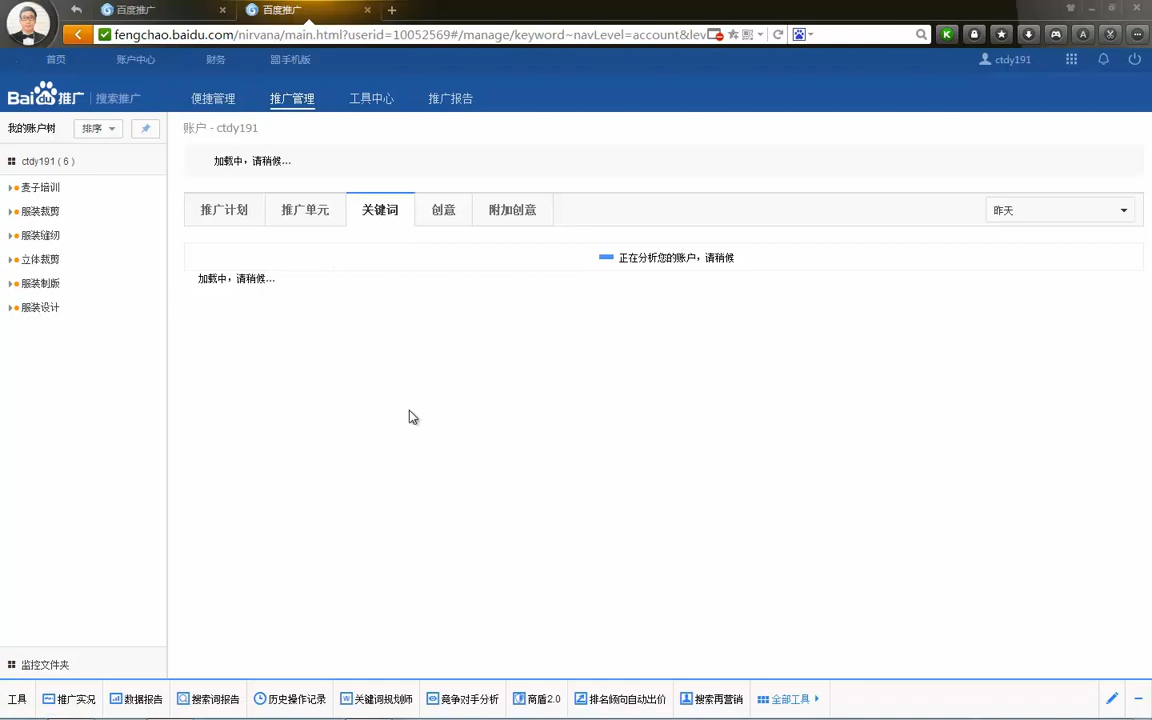 百度推广
百度推广
fengchao.baidu.com/nirvana/main.html?userid=10052569#/manage/keyword~navLevel=account&lev
首页 账户中心 财务 手机版 ctdy191
Bai du 推广 搜索推广 便捷管理 推广管理 工具中心 推广报告
我的账户树 排序
账户 - ctdy191
ctdy191 ( 6 )
加载中，请稍候...
麦子培训
服装裁剪
服装缝纫
立体裁剪
服装制版
服装设计
推广计划 推广单元 关键词 创意 附加创意 昨天
正在分析您的账户，请稍候
加载中，请稍候...
监控文件夹
工具 推广实况 数据报告 搜索词报告 历史操作记录 关键词规划师 竞争对手分析 商盾2.0 排名倾向自动出价 搜索再营销 全部工具